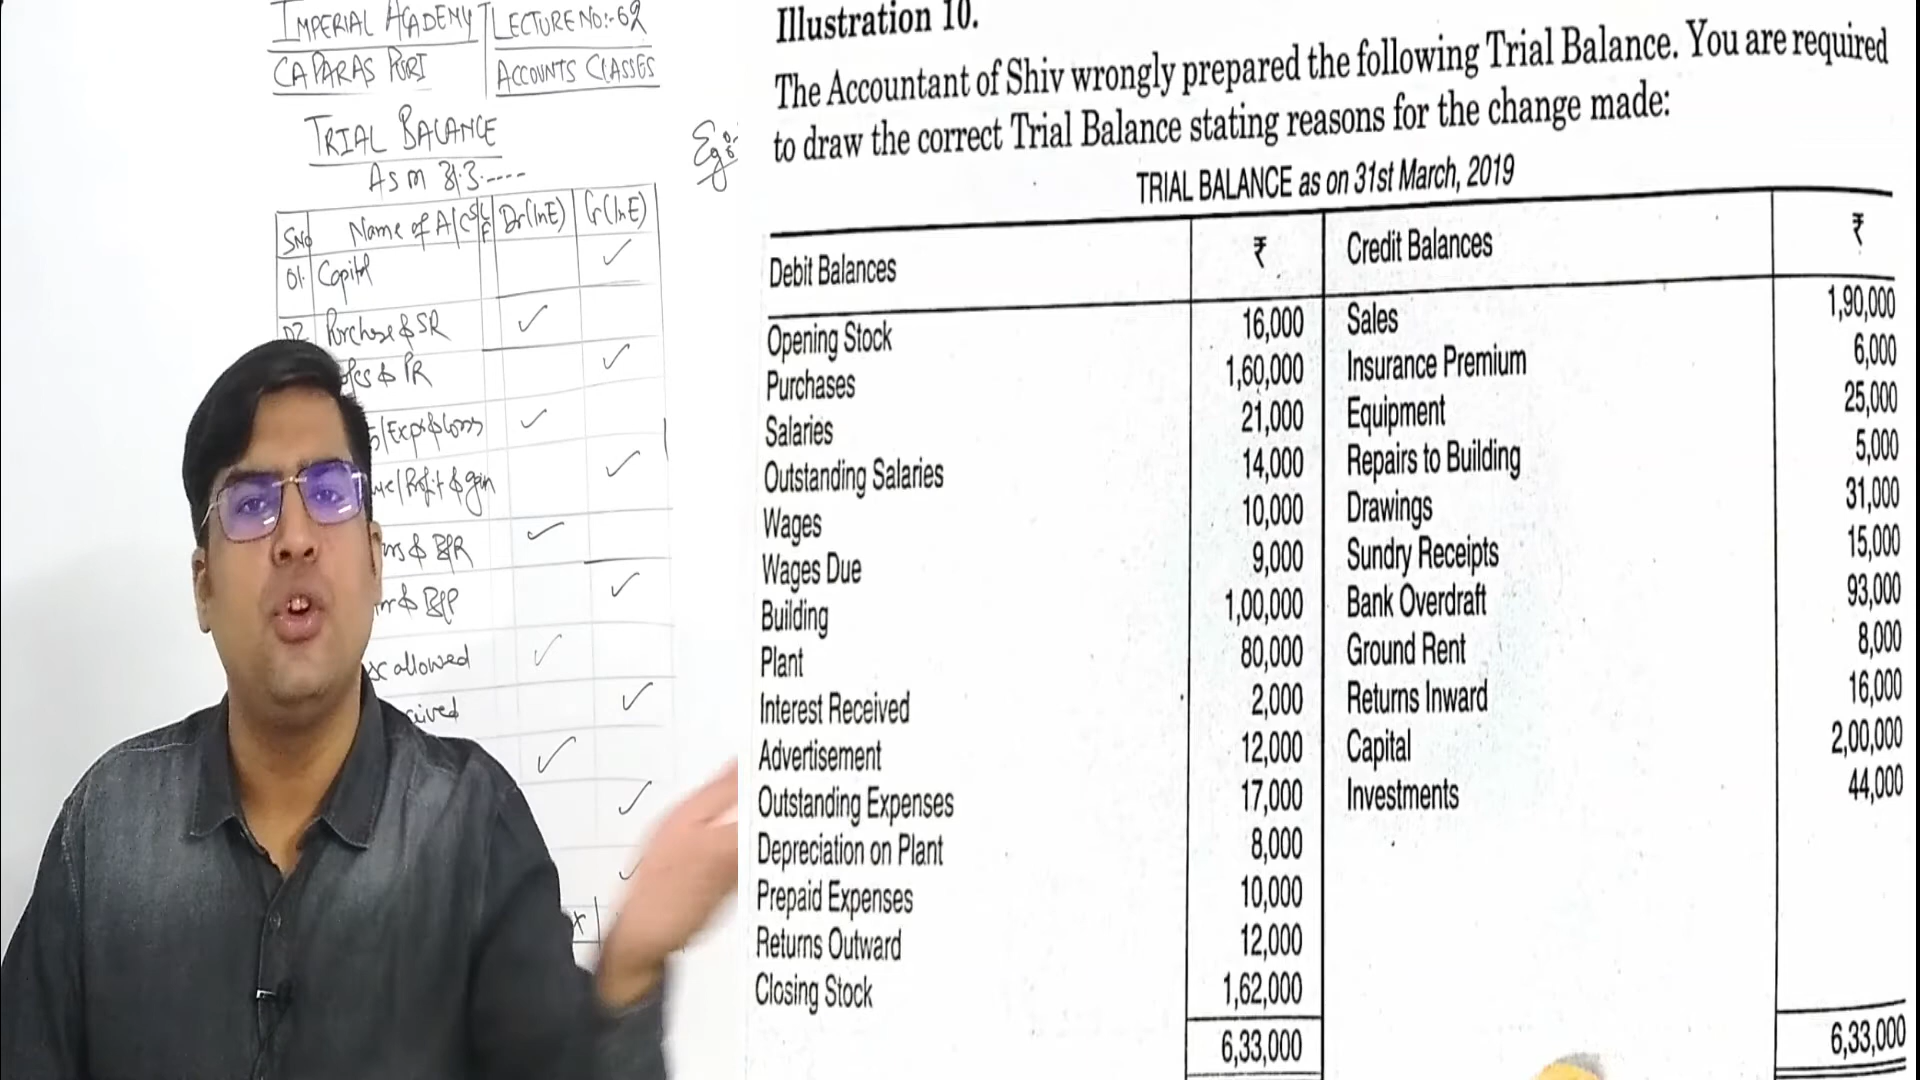 IMPERIAL ACADEMY
LECTURE NO:-62
CA PARAS PURI
ACCOUNTS CLASSES
TRIAL BALANCE
As on 31.3.----
Eg:-
SNo Name of A/Cs LF Dr(InE) Cr(InE)
01. Capital ✓
02 Purchase & SR ✓
& PR ✓
/Exps & Loss ✓
/Profit & gain ✓
& B/R ✓
& B/P ✓
allowed ✓
✓
✓
✓
x
Illustration 10.
The Accountant of Shiv wrongly prepared the following Trial Balance. You are required
to draw the correct Trial Balance stating reasons for the change made:
TRIAL BALANCE as on 31st March, 2019
Debit Balances ₹ Credit Balances ₹
Opening Stock 16,000 Sales 1,90,000
Purchases 1,60,000 Insurance Premium 6,000
Salaries 21,000 Equipment 25,000
Outstanding Salaries 14,000 Repairs to Building 5,000
Wages 10,000 Drawings 31,000
Wages Due 9,000 Sundry Receipts 15,000
Building 1,00,000 Bank Overdraft 93,000
Plant 80,000 Ground Rent 8,000
Interest Received 2,000 Returns Inward 16,000
Advertisement 12,000 Capital 2,00,000
Outstanding Expenses 17,000 Investments 44,000
Depreciation on Plant 8,000
Prepaid Expenses 10,000
Returns Outward 12,000
Closing Stock 1,62,000
6,33,000 6,33,000